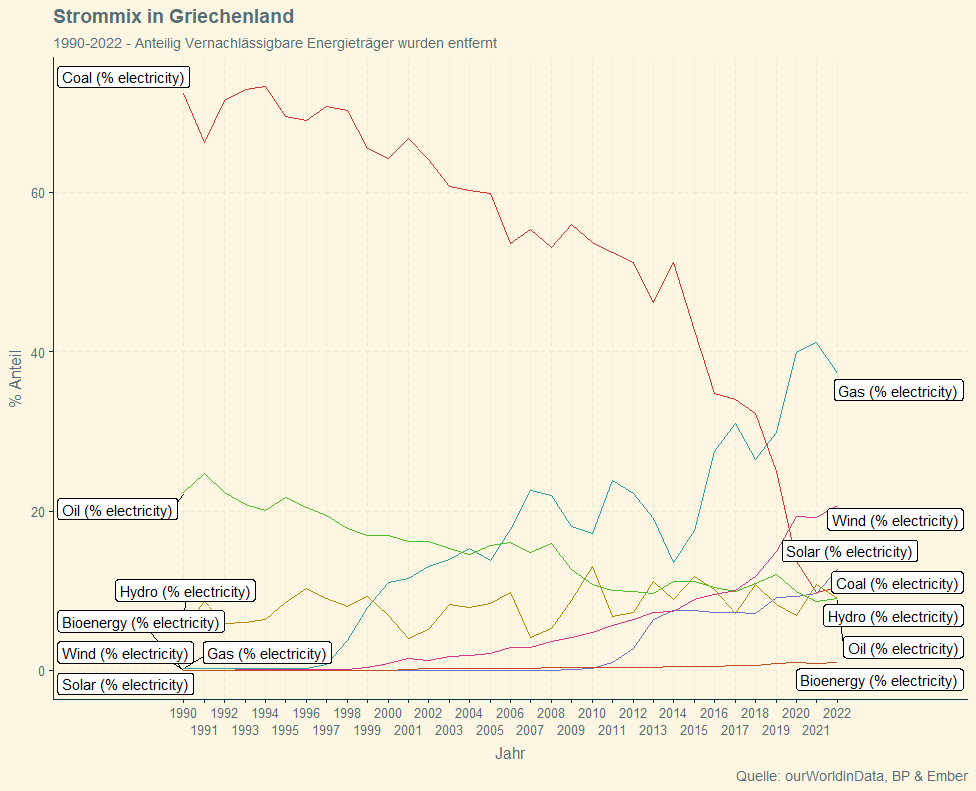 Strommix in Griechenland
1990-2022 - Anteilig Vernachlässigbare Energieträger wurden entfernt
Coal (% electricity)
60
% Anteil
40
Gas (% electricity)
Oil (% electricity)
20
Wind (% electricity)
Solar (% electricity)
Coal (% electricity)
Hydro (% electricity)
Hydro (% electricity)
Bioenergy (% electricity)
Wind (% electricity)
Gas (% electricity)
Oil (% electricity)
0
Solar (% electricity)
Bioenergy (% electricity)
1990 1992 1994 1996 1998 2000 2002 2004 2006 2008 2010 2012 2014 2016 2018 2020 2022
1991 1993 1995 1997 1999 2001 2003 2005 2007 2009 2011 2013 2015 2017 2019 2021
Jahr
Quelle: ourWorldInData, BP & Ember